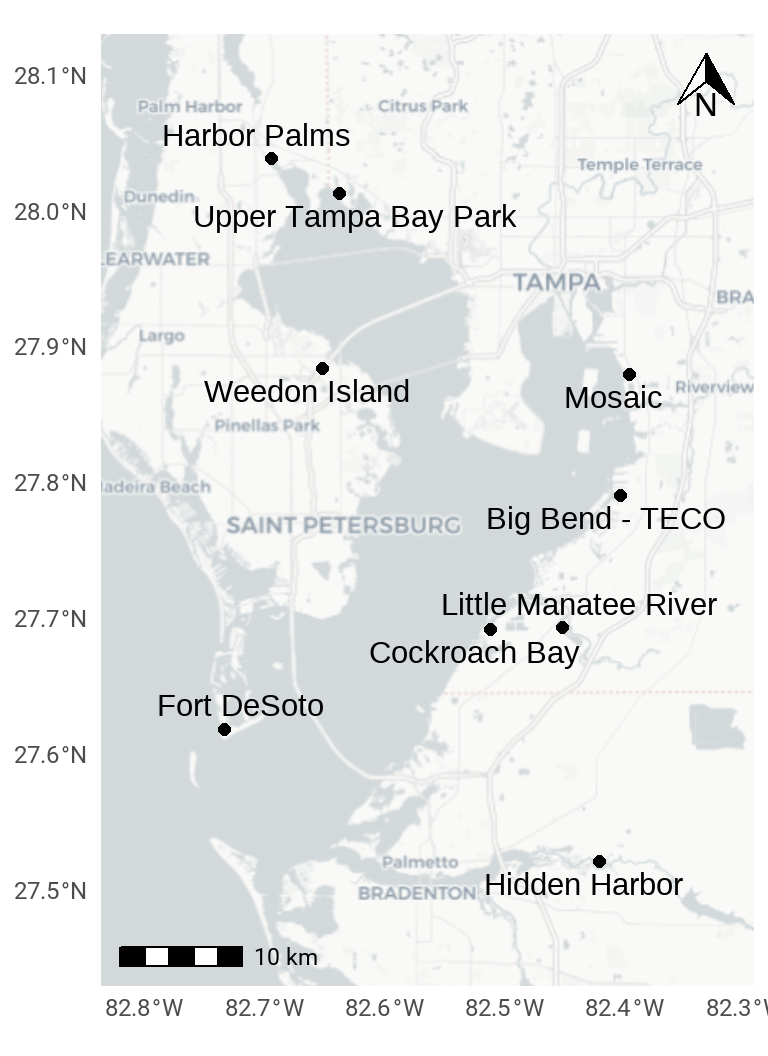 28.1°N
N
Palm Harbor
Citrus Park
Harbor Palms
Temple Terrace
Dunedin
28.0°N
Upper Tampa Bay Park
LEARWATER
TAMPA
BRA
27.9°N
Largo
Weedon Island
Mosaic
Riverview
Pinellas Park
27.8°N
adeira Beach
Big Bend - TECO
SAINT PETERSBURG
Little Manatee River
27.7°N
Cockroach Bay
Fort DeSoto
27.6°N
Palmetto
Hidden Harbor
27.5°N
BRADENTON
10 km
82.8°W 82.7°W 82.6°W 82.5°W 82.4°W 82.3°W